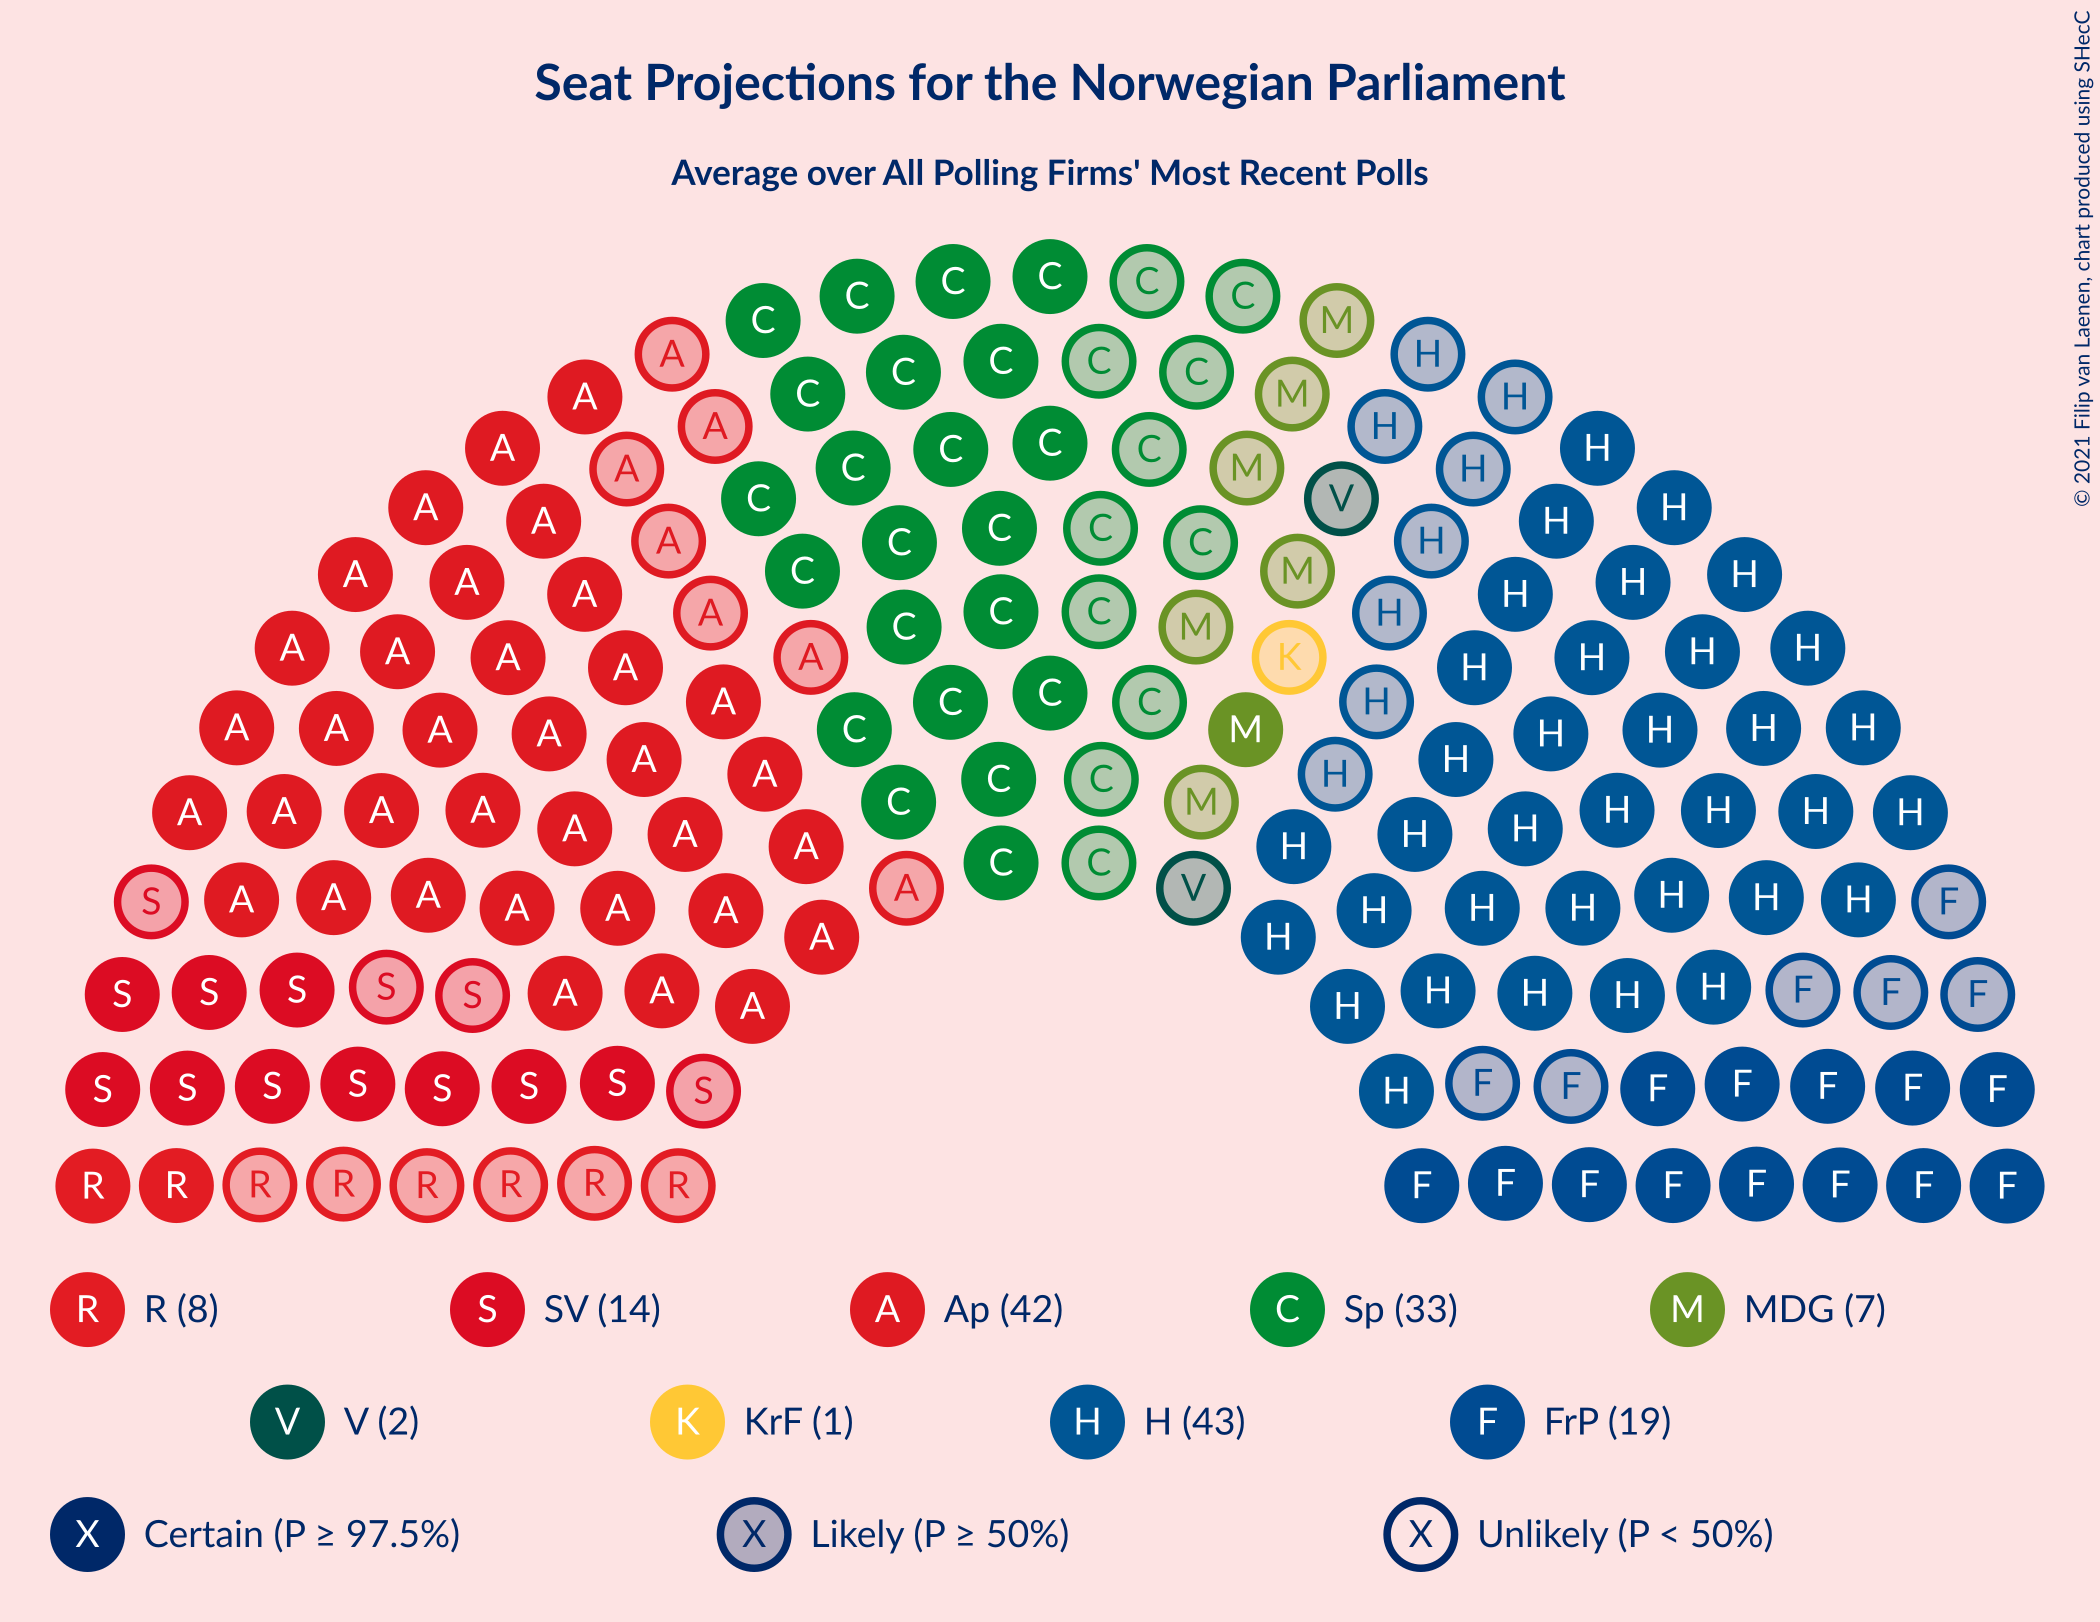 Seat Projections for the Norwegian Parliament
Average over All Polling Firms' Most Recent Polls
© 2021 Filip van Laenen, chart produced using SHecC
C C C C C C M
A C C C C C M H
A A C C C C M V H H
A A C C C C C M H H H
A A A C C C M K H H H
A A A A C C C C M H H H H
A A A A A C C C M H H H H H
A A A A A A C C V H H H H H H
S A A A A A A A A H H H H H H H H F
S S S S S A A A H H H H H F F F
S S S S S S S S H F F F F F F F
R R R R R R R R F F F F F F F F
R R (8) S SV (14) A Ap (42) C Sp (33) M MDG (7)
V V (2) K KrF (1) H H (43) F FrP (19)
X Certain (P ≥ 97.5%) X Likely (P ≥ 50%) X Unlikely (P < 50%)